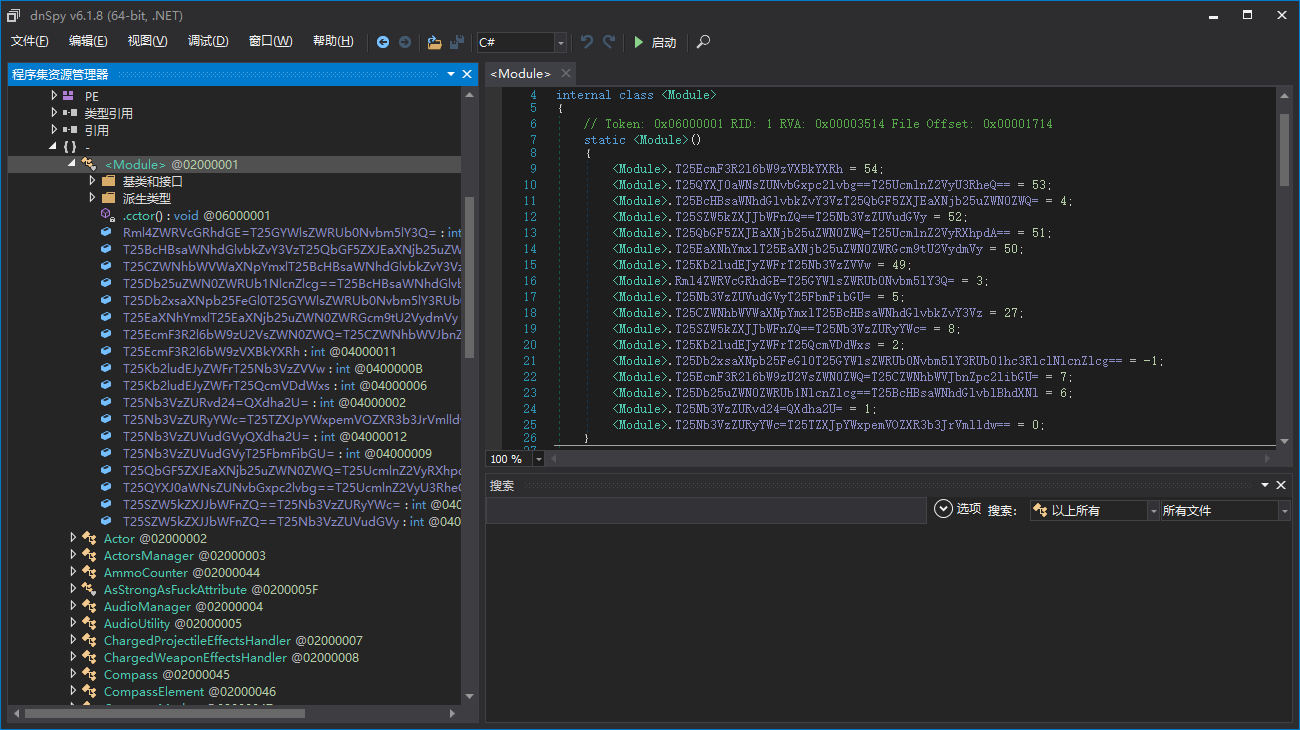 dnSpy v6.1.8 (64-bit, .NET)
文件(F) 编辑(E) 视图(V) 调试(D) 窗口(W) 帮助(H) C# 启动
程序集资源管理器
PE
类型引用
引用
{ } -
<Module> @02000001
基类和接口
派生类型
.cctor() : void @06000001
Rml4ZWRVcGRhdGE=T25GYWlsZWRUb0Nvbm5lY3Q= : int
T25BcHBsaWNhdGlvbkZvY3VzT25QbGF5ZXJEaXNjb25uZW
T25CZWNhbWVWaXNpYmxlT25BcHBsaWNhdGlvbkZvY3Vz
T25Db25uZWN0ZWRUb1NlcnZlcg==T25BcHBsaWNhdGlvb
T25Db2xsaXNpb25FeGl0T25GYWlsZWRUb0Nvbm5lY3RUb
T25EaXNhYmxlT25EaXNjb25uZWN0ZWRGcm9tU2VydmVy
T25EcmF3R2l6bW9zU2VsZWN0ZWQ=T25CZWNhbWVJbnZ
T25EcmF3R2l6bW9zVXBkYXRh : int @04000011
T25Kb2ludEJyZWFrT25Nb3VzZVVw : int @0400000B
T25Kb2ludEJyZWFrT25QcmVDdWxs : int @04000006
T25Nb3VzZURvd24=QXdha2U= : int @04000002
T25Nb3VzZURyYWc=T25TZXJpYWxpemVOZXR3b3JrVmlldw
T25Nb3VzZUVudGVyQXdha2U= : int @04000012
T25Nb3VzZUVudGVyT25FbmFibGU= : int @04000009
T25QbGF5ZXJEaXNjb25uZWN0ZWQ=T25UcmlnZ2VyRXhpd
T25QYXJ0aWNsZUNvbGxpc2lvbg==T25UcmlnZ2VyU3RheQ
T25SZW5kZXJJbWFnZQ==T25Nb3VzZURyYWc= : int @040
T25SZW5kZXJJbWFnZQ==T25Nb3VzZUVudGVy : int @040
Actor @02000002
ActorsManager @02000003
AmmoCounter @02000044
AsStrongAsFuckAttribute @0200005F
AudioManager @02000004
AudioUtility @02000005
ChargedProjectileEffectsHandler @02000007
ChargedWeaponEffectsHandler @02000008
Compass @02000045
CompassElement @02000046
<Module>
4 internal class <Module>
5 {
6 // Token: 0x06000001 RID: 1 RVA: 0x00003514 File Offset: 0x00001714
7 static <Module>()
8 {
9 <Module>.T25EcmF3R2l6bW9zVXBkYXRh = 54;
10 <Module>.T25QYXJ0aWNsZUNvbGxpc2lvbg==T25UcmlnZ2VyU3RheQ== = 53;
11 <Module>.T25BcHBsaWNhdGlvbkZvY3VzT25QbGF5ZXJEaXNjb25uZWN0ZWQ= = 4;
12 <Module>.T25SZW5kZXJJbWFnZQ==T25Nb3VzZUVudGVy = 52;
13 <Module>.T25QbGF5ZXJEaXNjb25uZWN0ZWQ=T25UcmlnZ2VyRXhpdA== = 51;
14 <Module>.T25EaXNhYmxlT25EaXNjb25uZWN0ZWRGcm9tU2VydmVy = 50;
15 <Module>.T25Kb2ludEJyZWFrT25Nb3VzZVVw = 49;
16 <Module>.Rml4ZWRVcGRhdGE=T25GYWlsZWRUb0Nvbm5lY3Q= = 3;
17 <Module>.T25Nb3VzZUVudGVyT25FbmFibGU= = 5;
18 <Module>.T25CZWNhbWVWaXNpYmxlT25BcHBsaWNhdGlvbkZvY3Vz = 27;
19 <Module>.T25SZW5kZXJJbWFnZQ==T25Nb3VzZURyYWc= = 8;
20 <Module>.T25Kb2ludEJyZWFrT25QcmVDdWxs = 2;
21 <Module>.T25Db2xsaXNpb25FeGl0T25GYWlsZWRUb0Nvbm5lY3RUb01hc3RlclNlcnZlcg== = -1;
22 <Module>.T25EcmF3R2l6bW9zU2VsZWN0ZWQ=T25CZWNhbWVJbnZpc2libGU= = 7;
23 <Module>.T25Db25uZWN0ZWRUb1NlcnZlcg==T25BcHBsaWNhdGlvblBhdXNl = 6;
24 <Module>.T25Nb3VzZURvd24=QXdha2U= = 1;
25 <Module>.T25Nb3VzZURyYWc=T25TZXJpYWxpemVOZXR3b3JrVmlldw== = 0;
26 }
100 %
搜索
选项 搜索: 以上所有 所有文件